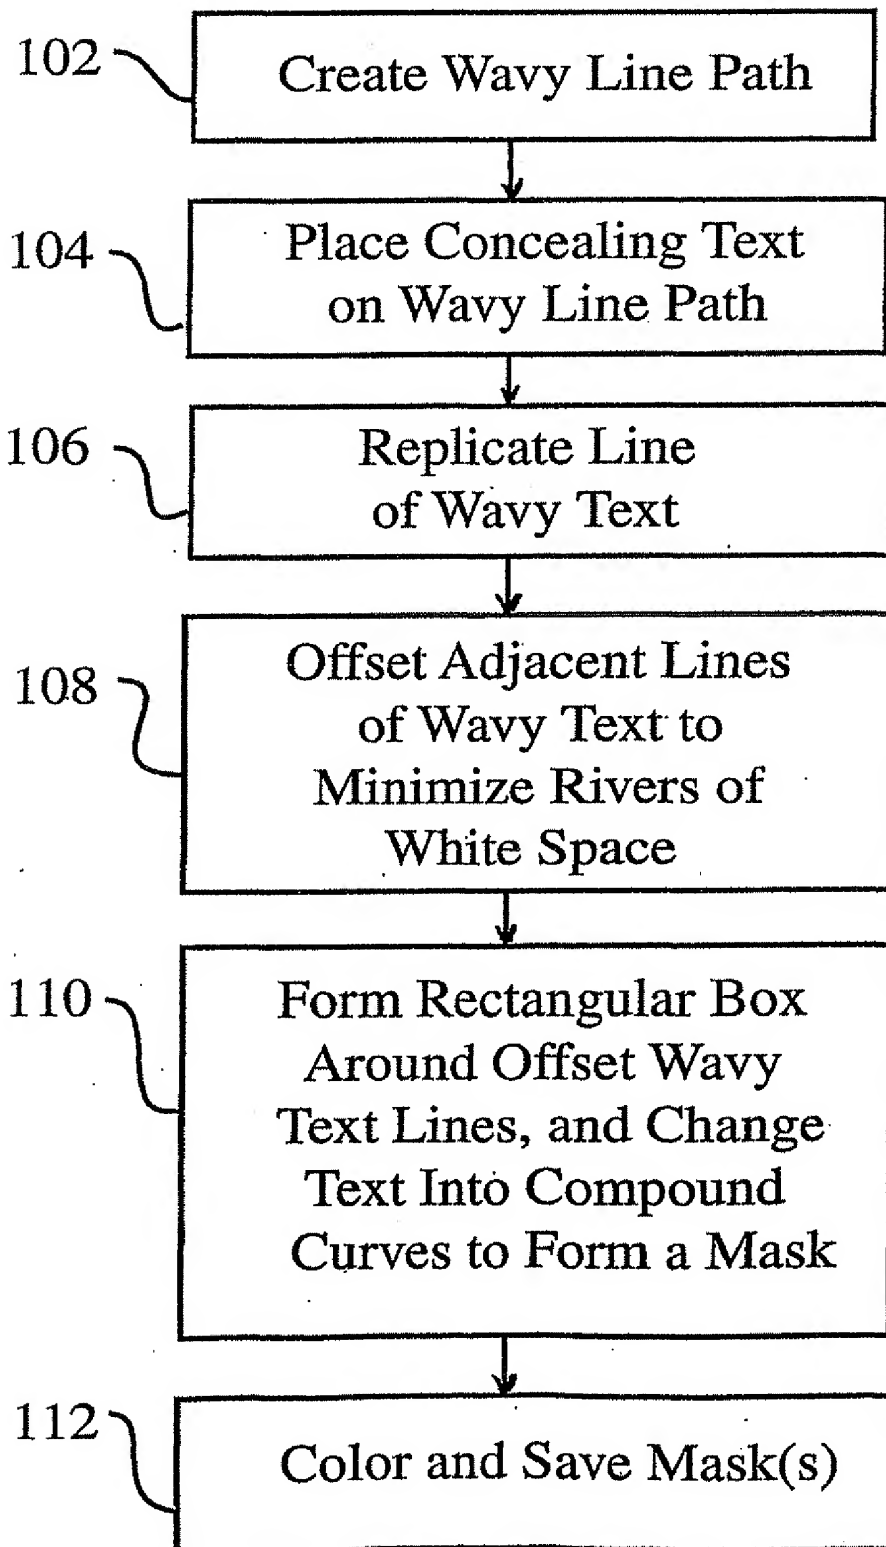 102
Create Wavy Line Path
104
Place Concealing Text
on Wavy Line Path
106
Replicate Line
of Wavy Text
108
Offset Adjacent Lines
of Wavy Text to
Minimize Rivers of
White Space
110
Form Rectangular Box
Around Offset Wavy
Text Lines, and Change
Text Into Compound
Curves to Form a Mask
112
Color and Save Mask(s)